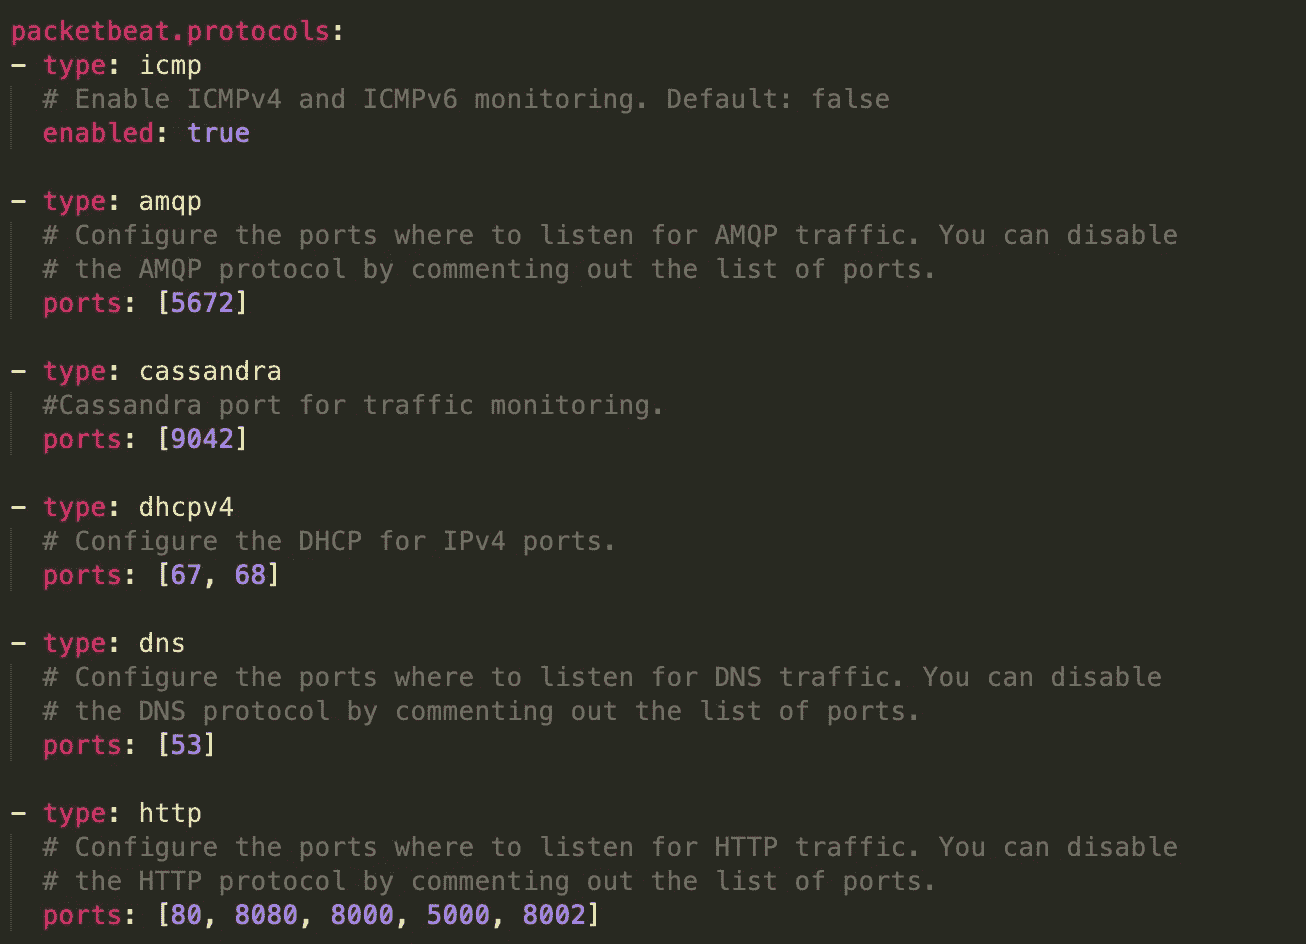 packetbeat.protocols:
- type: icmp
  # Enable ICMPv4 and ICMPv6 monitoring. Default: false
  enabled: true

- type: amqp
  # Configure the ports where to listen for AMQP traffic. You can disable
  # the AMQP protocol by commenting out the list of ports.
  ports: [5672]

- type: cassandra
  #Cassandra port for traffic monitoring.
  ports: [9042]

- type: dhcpv4
  # Configure the DHCP for IPv4 ports.
  ports: [67, 68]

- type: dns
  # Configure the ports where to listen for DNS traffic. You can disable
  # the DNS protocol by commenting out the list of ports.
  ports: [53]

- type: http
  # Configure the ports where to listen for HTTP traffic. You can disable
  # the HTTP protocol by commenting out the list of ports.
  ports: [80, 8080, 8000, 5000, 8002]